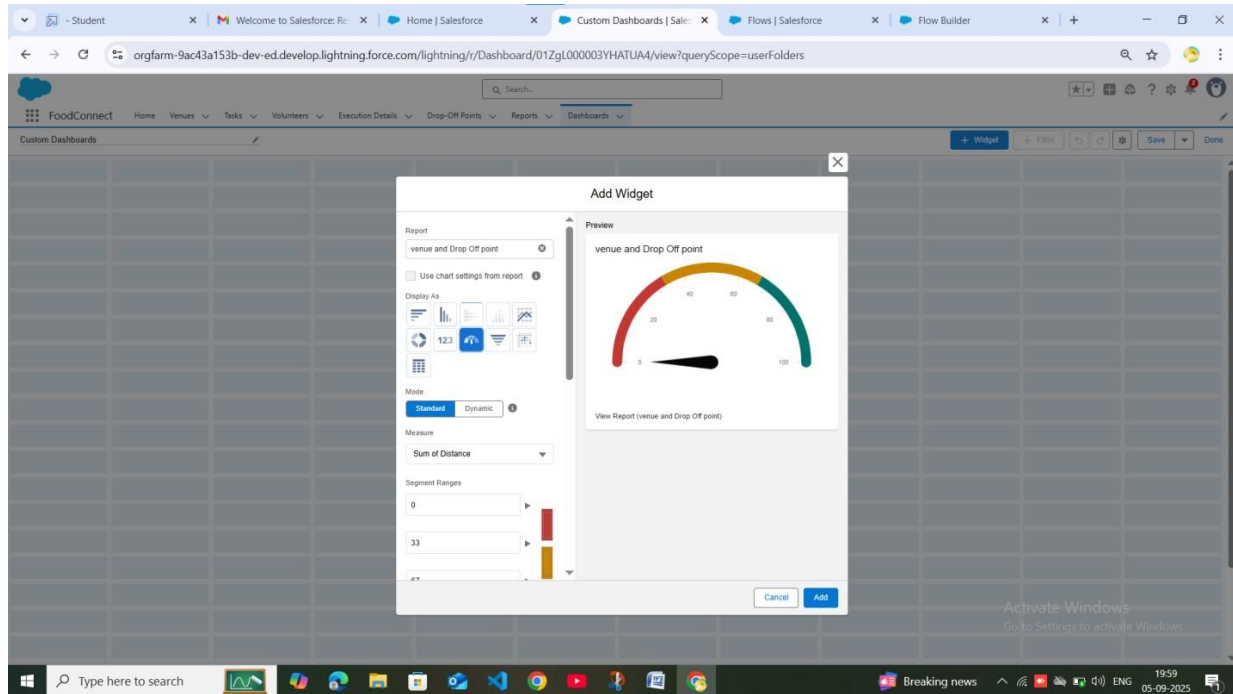 - Student
Welcome to Salesforce: Re
Home | Salesforce
Custom Dashboards | Sale
Flows | Salesforce
Flow Builder
orgfarm-9ac43a153b-dev-ed.develop.lightning.force.com/lightning/r/Dashboard/01ZgL000003YHATUA4/view?queryScope=userFolders
Search...
FoodConnect
Home
Venues
Tasks
Volunteers
Execution Details
Drop-Off Points
Reports
Dashboards
Custom Dashboards
+ Widget
+ Filter
Save
Done
Add Widget
Report
venue and Drop Off point
Use chart settings from report
Display As
123
Mode
Standard
Dynamic
Measure
Sum of Distance
Segment Ranges
0
33
67
Preview
venue and Drop Off point
40
60
20
80
0
100
View Report (venue and Drop Off point)
Cancel
Add
Activate Windows
Go to Settings to activate Windows.
Type here to search
Breaking news
ENG
19:59
05-09-2025